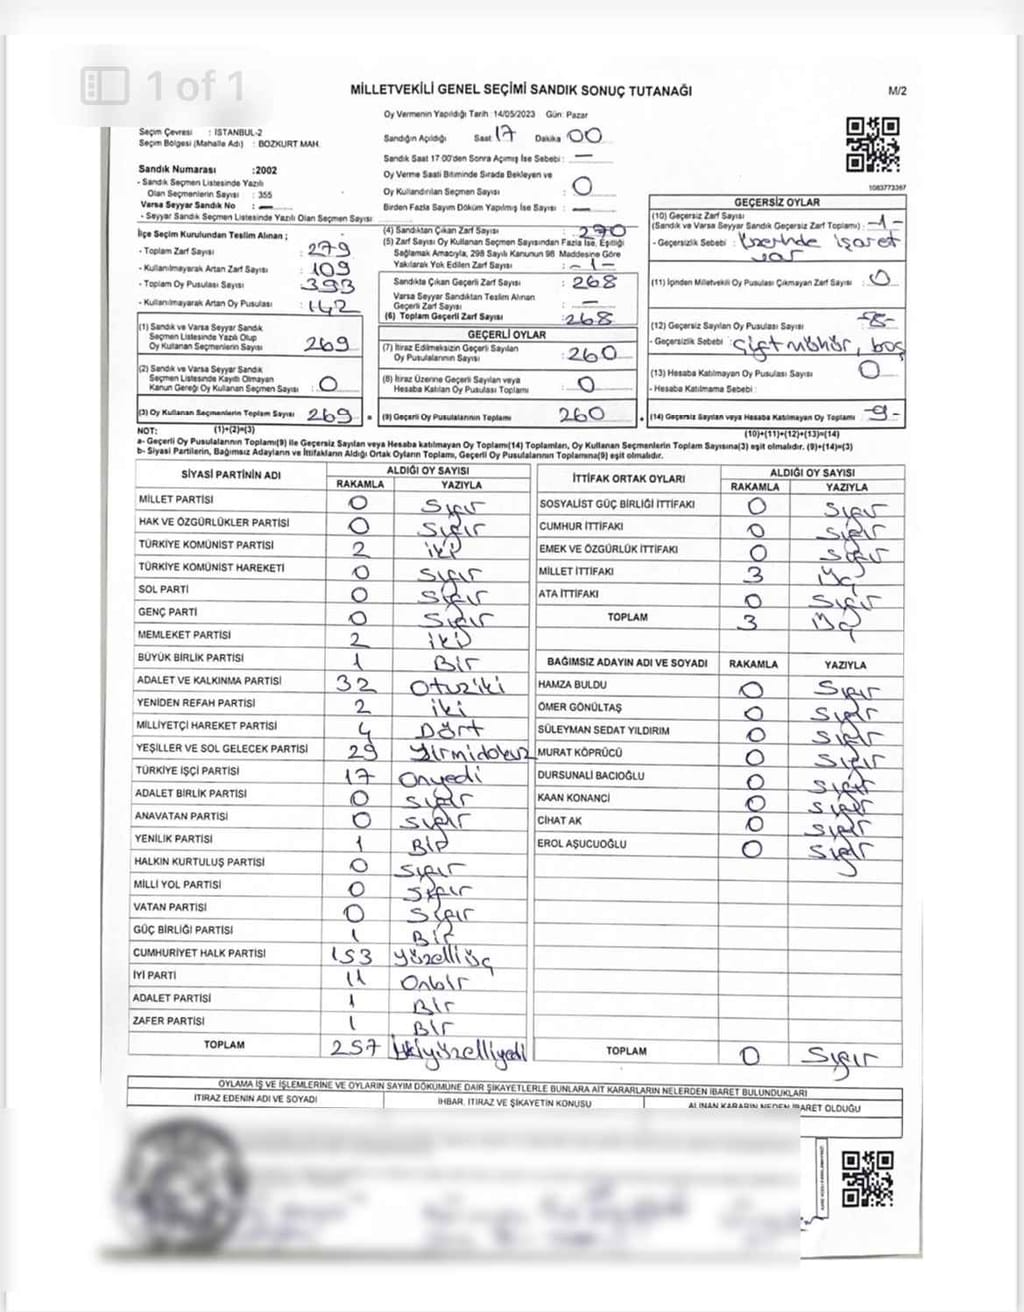 1 of 1
MİLLETVEKİLİ GENEL SEÇİMİ SANDIK SONUÇ TUTANAĞI
M/2
Oy Vermenin Yapıldığı Tarih :14/05/2023 Gün: Pazar
Seçim Çevresi : İSTANBUL-2
Seçim Bölgesi (Mahalle Adı) : BOZKURT MAH.
Sandığın Açıldığı Saat 17 Dakika 00
Sandık Saat 17:00'den Sonra Açılmış İse Sebebi : —
Sandık Numarası :2002
- Sandık Seçmen Listesinde Yazılı
Olan Seçmenlerin Sayısı : 355
Varsa Seyyar Sandık No : —
- Seyyar Sandık Seçmen Listesinde Yazılı Olan Seçmen Sayısı:
Oy Verme Saati Bitiminde Sırada Bekleyen ve
Oy Kullandırılan Seçmen Sayısı : 0
Birden Fazla Sayım Döküm Yapılmış İse Sayısı : —
1083773367
İlçe Seçim Kurulundan Teslim Alınan ;
- Toplam Zarf Sayısı : 279
- Kullanılmayarak Artan Zarf Sayısı : 109
- Toplam Oy Pusulası Sayısı : 393
- Kullanılmayarak Artan Oy Pusulası : 142
(1) Sandık ve Varsa Seyyar Sandık
Seçmen Listesinde Yazılı Olup
Oy Kullanan Seçmenlerin Sayısı : 269
(2) Sandık ve Varsa Seyyar Sandık
Seçmen Listesinde Kayıtlı Olmayan
Kanun Gereği Oy Kullanan Seçmen Sayısı : 0
(3) Oy Kullanan Seçmenlerin Toplam Sayısı : 269
(1)+(2)=(3)
(4) Sandıktan Çıkan Zarf Sayısı : 270
(5) Zarf Sayısı Oy Kullanan Seçmen Sayısından Fazla İse, Eşitliği
Sağlamak Amacıyla, 298 Sayılı Kanunun 98. Maddesine Göre
Yakılarak Yok Edilen Zarf Sayısı : -1-
Sandıkta Çıkan Geçerli Zarf Sayısı : 268
Varsa Seyyar Sandıktan Teslim Alınan
Geçerli Zarf Sayısı : —
(6) Toplam Geçerli Zarf Sayısı : 268
GEÇERLİ OYLAR
(7) İtiraz Edilmeksizin Geçerli Sayılan
Oy Pusulalarının Sayısı : 260
(8) İtiraz Üzerine Geçerli Sayılan veya
Hesaba Katılan Oy Pusulası Toplamı : 0
(9) Geçerli Oy Pusulalarının Toplamı : 260
GEÇERSİZ OYLAR
(10) Geçersiz Zarf Sayısı
(Sandık ve Varsa Seyyar Sandık Geçersiz Zarf Toplamı) : -1-
- Geçersizlik Sebebi : Üzerinde işaret
var
(11) İçinden Milletvekili Oy Pusulası Çıkmayan Zarf Sayısı : 0
(12) Geçersiz Sayılan Oy Pusulası Sayısı : -8-
- Geçersizlik Sebebi : Çift mühür, boş
(13) Hesaba Katılmayan Oy Pusulası Sayısı : 0
- Hesaba Katılmama Sebebi :
(14) Geçersiz Sayılan veya Hesaba Katılmayan Oy Toplamı : -9-
(10)+(11)+(12)+(13)=(14)
NOT:
a- Geçerli Oy Pusulalarının Toplamı(9) ile Geçersiz Sayılan veya Hesaba katılmayan Oy Toplamı(14) Toplamları, Oy Kullanan Seçmenlerin Toplam Sayısına(3) eşit olmalıdır. (9)+(14)=(3)
b- Siyasi Partilerin, Bağımsız Adayların ve İttifakların Aldığı Ortak Oyların Toplamı, Geçerli Oy Pusulalarının Toplamına(9) eşit olmalıdır.
SİYASİ PARTİNİN ADI ALDIĞI OY SAYISI
RAKAMLA YAZIYLA
MİLLET PARTİSİ 0 Sıfır
HAK VE ÖZGÜRLÜKLER PARTİSİ 0 Sıfır
TÜRKİYE KOMÜNİST PARTİSİ 2 iki
TÜRKİYE KOMÜNİST HAREKETİ 0 Sıfır
SOL PARTİ 0 Sıfır
GENÇ PARTİ 0 Sıfır
MEMLEKET PARTİSİ 2 iki
BÜYÜK BİRLİK PARTİSİ 1 Bir
ADALET VE KALKINMA PARTİSİ 32 Otuziki
YENİDEN REFAH PARTİSİ 2 iki
MİLLİYETÇİ HAREKET PARTİSİ 4 Dört
YEŞİLLER VE SOL GELECEK PARTİSİ 29 Yirmidokuz
TÜRKİYE İŞÇİ PARTİSİ 17 Onyedi
ADALET BİRLİK PARTİSİ 0 Sıfır
ANAVATAN PARTİSİ 0 Sıfır
YENİLİK PARTİSİ 1 Bir
HALKIN KURTULUŞ PARTİSİ 0 Sıfır
MİLLİ YOL PARTİSİ 0 Sıfır
VATAN PARTİSİ 0 Sıfır
GÜÇ BİRLİĞİ PARTİSİ 1 Bir
CUMHURİYET HALK PARTİSİ 153 Yüzelliüç
İYİ PARTİ 11 Onbir
ADALET PARTİSİ 1 Bir
ZAFER PARTİSİ 1 Bir
TOPLAM 257 İkiyüzelliyedi
İTTİFAK ORTAK OYLARI ALDIĞI OY SAYISI
RAKAMLA YAZIYLA
SOSYALİST GÜÇ BİRLİĞİ İTTİFAKI 0 Sıfır
CUMHUR İTTİFAKI 0 Sıfır
EMEK VE ÖZGÜRLÜK İTTİFAKI 0 Sıfır
MİLLET İTTİFAKI 3 Üç
ATA İTTİFAKI 0 Sıfır
TOPLAM 3 Üç
BAĞIMSIZ ADAYIN ADI VE SOYADI RAKAMLA YAZIYLA
HAMZA BULDU 0 Sıfır
ÖMER GÖNÜLTAŞ 0 Sıfır
SÜLEYMAN SEDAT YILDIRIM 0 Sıfır
MURAT KÖPRÜCÜ 0 Sıfır
DURSUNALİ BACIOĞLU 0 Sıfır
KAAN KONANCİ 0 Sıfır
CİHAT AK 0 Sıfır
EROL AŞUCUOĞLU 0 Sıfır
TOPLAM 0 Sıfır
OYLAMA İŞ VE İŞLEMLERİNE VE OYLARIN SAYIM DÖKÜMÜNE DAİR ŞİKAYETLERLE BUNLARA AİT KARARLARIN NELERDEN İBARET BULUNDUKLARI
İTİRAZ EDENİN ADI VE SOYADI
İHBAR, İTİRAZ VE ŞİKAYETİN KONUSU
ALINAN KARARIN NEDEN İBARET OLDUĞU